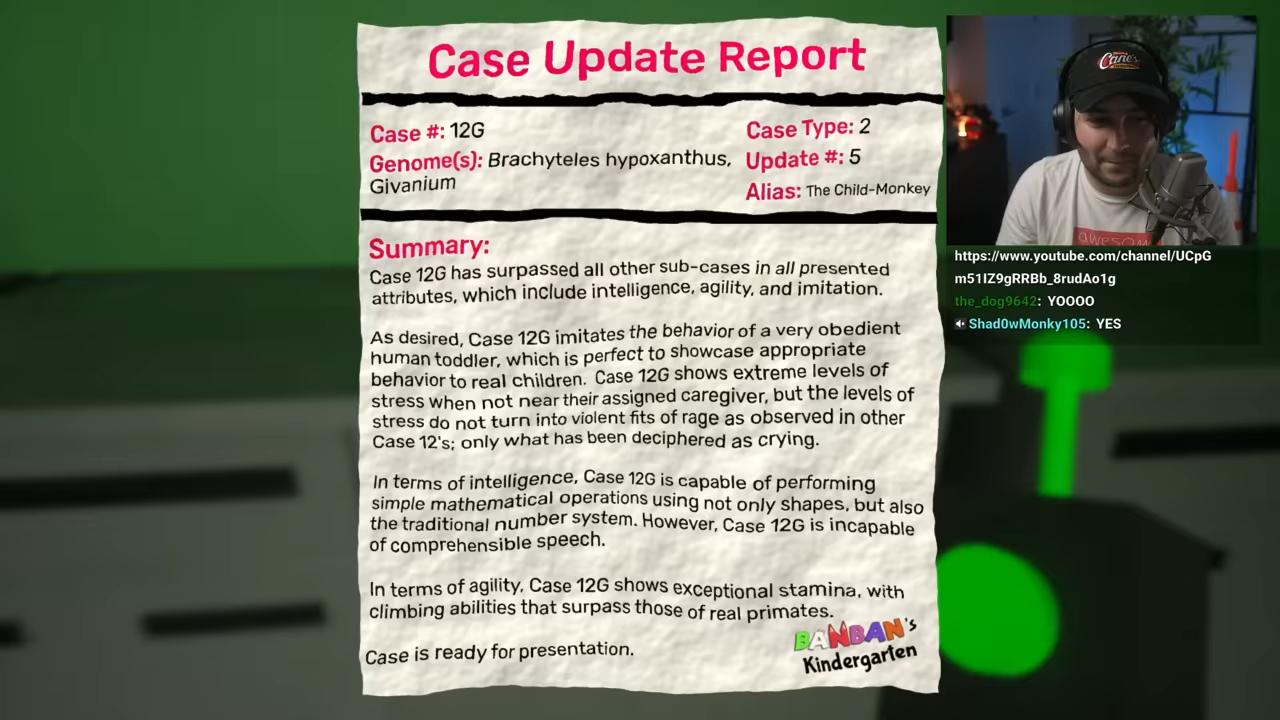 Case Update Report
Case #: 12G
Genome(s): Brachyteles hypoxanthus,
Givanium
Case Type: 2
Update #: 5
Alias: The Child-Monkey
Summary:
Case 12G has surpassed all other sub-cases in all presented
attributes, which include intelligence, agility, and imitation.
As desired, Case 12G imitates the behavior of a very obedient
human toddler, which is perfect to showcase appropriate
behavior to real children. Case 12G shows extreme levels of
stress when not near their assigned caregiver, but the levels of
stress do not turn into violent fits of rage as observed in other
Case 12's; only what has been deciphered as crying.
In terms of intelligence, Case 12G is capable of performing
simple mathematical operations using not only shapes, but also
the traditional number system. However, Case 12G is incapable
of comprehensible speech.
In terms of agility, Case 12G shows exceptional stamina, with
climbing abilities that surpass those of real primates.
Case is ready for presentation.
BANBAN's
Kindergarten
Cane's
awesom
https://www.youtube.com/channel/UCpG
m51IZ9gRRBb_8rudAo1g
the_dog9642: YOOOO
Shad0wMonky105: YES